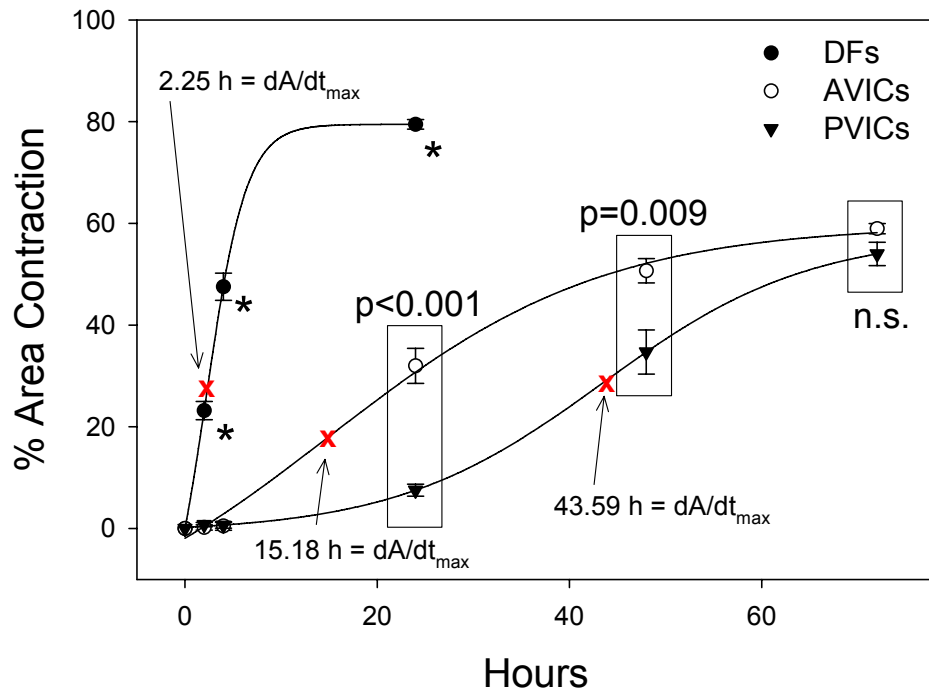 100
80
60
40
20
0
% Area Contraction
0
20
40
60
Hours
DFs
AVICs
PVICs
2.25 h = dA/dtmax
x
*
*
*
p<0.001
p=0.009
n.s.
x
x
15.18 h = dA/dtmax
43.59 h = dA/dtmax